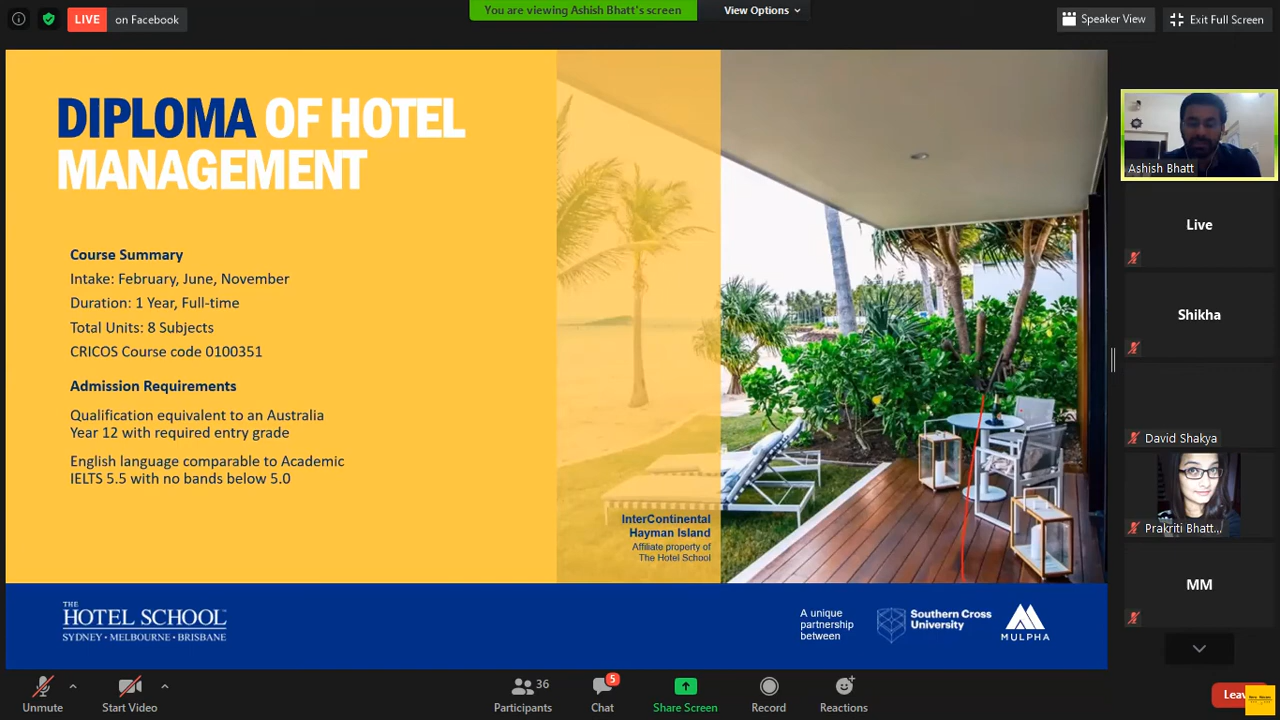 LIVE on Facebook
You are viewing Ashish Bhatt's screen
View Options
Speaker View
Exit Full Screen
DIPLOMA OF HOTEL
MANAGEMENT
Course Summary
Intake: February, June, November
Duration: 1 Year, Full-time
Total Units: 8 Subjects
CRICOS Course code 0100351
Admission Requirements
Qualification equivalent to an Australia
Year 12 with required entry grade
English language comparable to Academic
IELTS 5.5 with no bands below 5.0
InterContinental
Hayman Island
Affiliate property of
The Hotel School
THE
HOTEL SCHOOL
SYDNEY • MELBOURNE • BRISBANE
A unique
partnership
between
Southern Cross
University
MULPHA
Ashish Bhatt
Live
Shikha
David Shakya
Prakriti Bhatt...
MM
Unmute
Start Video
36
Participants
5
Chat
Share Screen
Record
Reactions
Leav